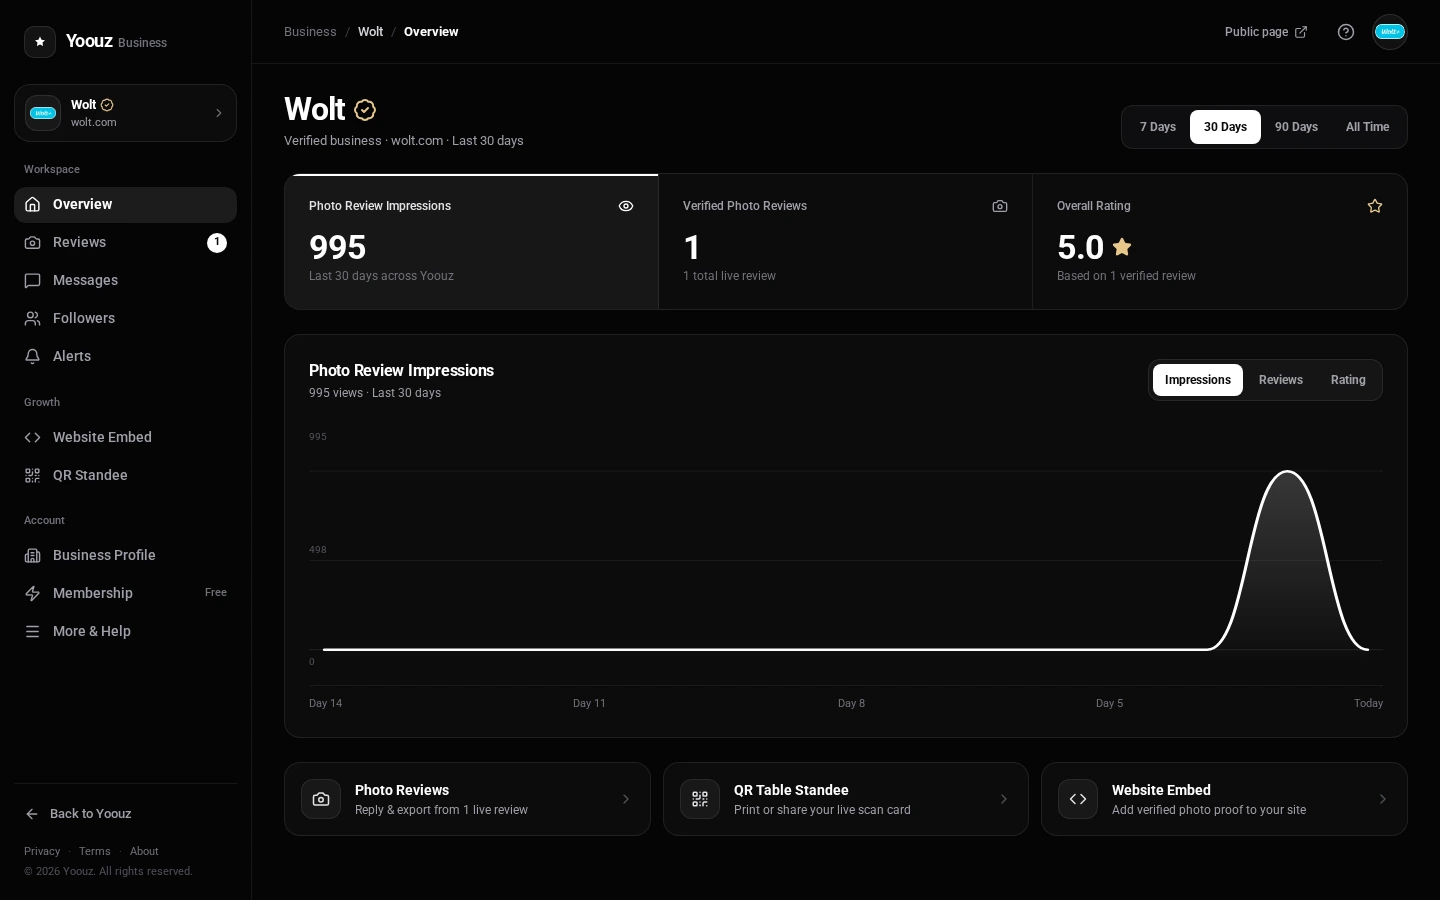 Yoouz Business
Wolt
wolt.com
Workspace
Overview
Reviews
1
Messages
Followers
Alerts
Growth
Website Embed
QR Standee
Account
Business Profile
Membership
Free
More & Help
Back to Yoouz
Privacy · Terms · About
© 2026 Yoouz. All rights reserved.
Business / Wolt / Overview
Public page
Wolt
Verified business · wolt.com · Last 30 days
7 Days
30 Days
90 Days
All Time
Photo Review Impressions
995
Last 30 days across Yoouz
Verified Photo Reviews
1
1 total live review
Overall Rating
5.0
Based on 1 verified review
Photo Review Impressions
995 views · Last 30 days
Impressions
Reviews
Rating
995
498
0
Day 14
Day 11
Day 8
Day 5
Today
Photo Reviews
Reply & export from 1 live review
QR Table Standee
Print or share your live scan card
Website Embed
Add verified photo proof to your site